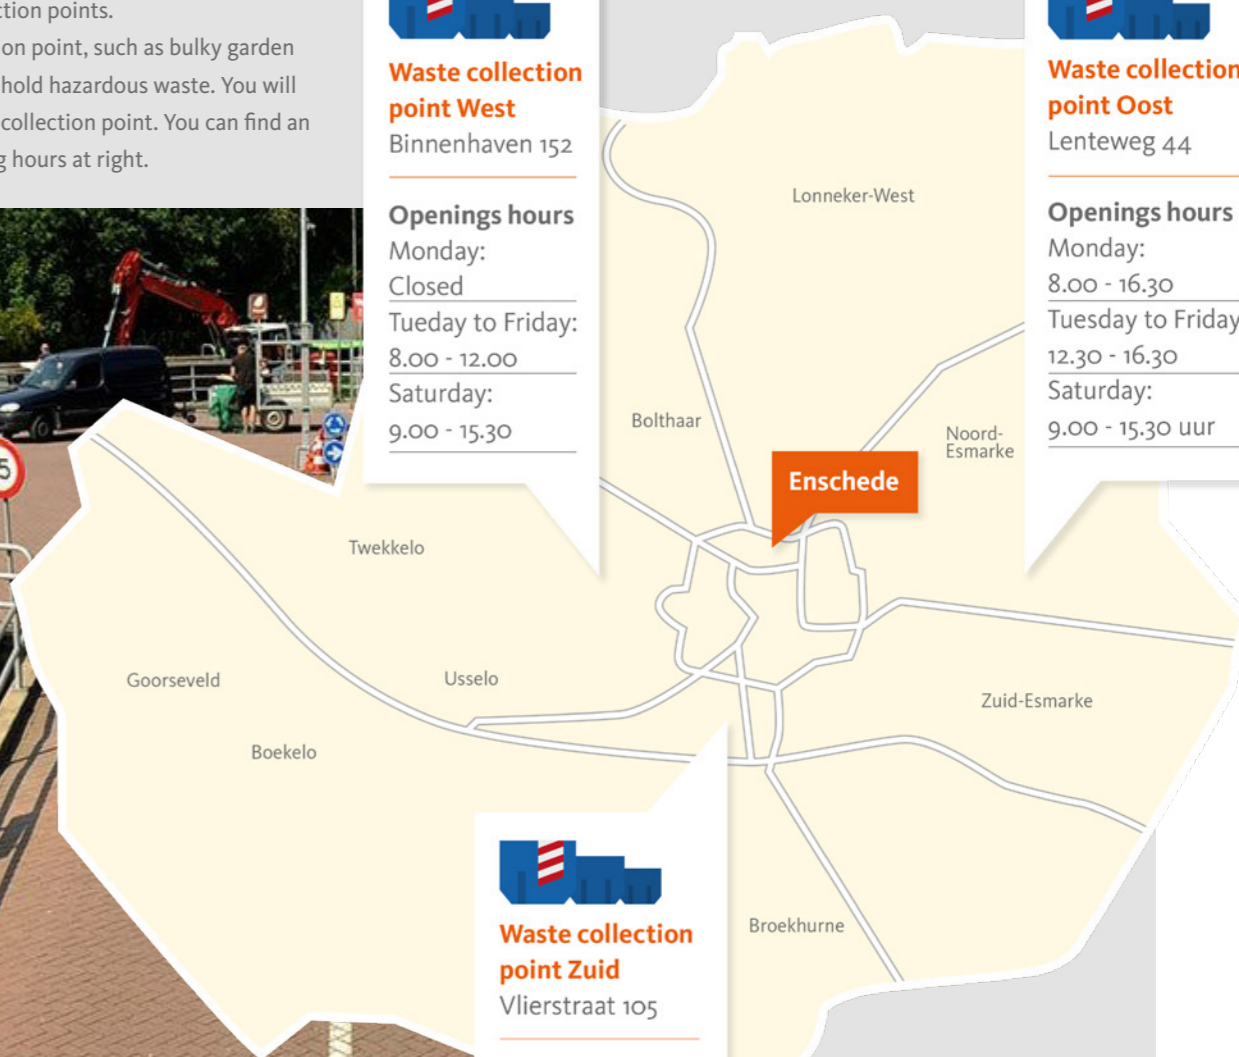 ction points.
on point, such as bulky garden
hold hazardous waste. You will
collection point. You can find an
g hours at right.
Waste collection
point West
Binnenhaven 152
Openings hours
Monday:
Closed
Tueday to Friday:
8.00 - 12.00
Saturday:
9.00 - 15.30
Waste collection
point Oost
Lenteweg 44
Openings hours
Monday:
8.00 - 16.30
Tuesday to Friday
12.30 - 16.30
Saturday:
9.00 - 15.30 uur
Lonneker-West
Bolthaar
Noord-
Esmarke
Enschede
Twekkelo
Goorseveld
Usselo
Zuid-Esmarke
Boekelo
Broekhurne
Waste collection
point Zuid
Vlierstraat 105
5